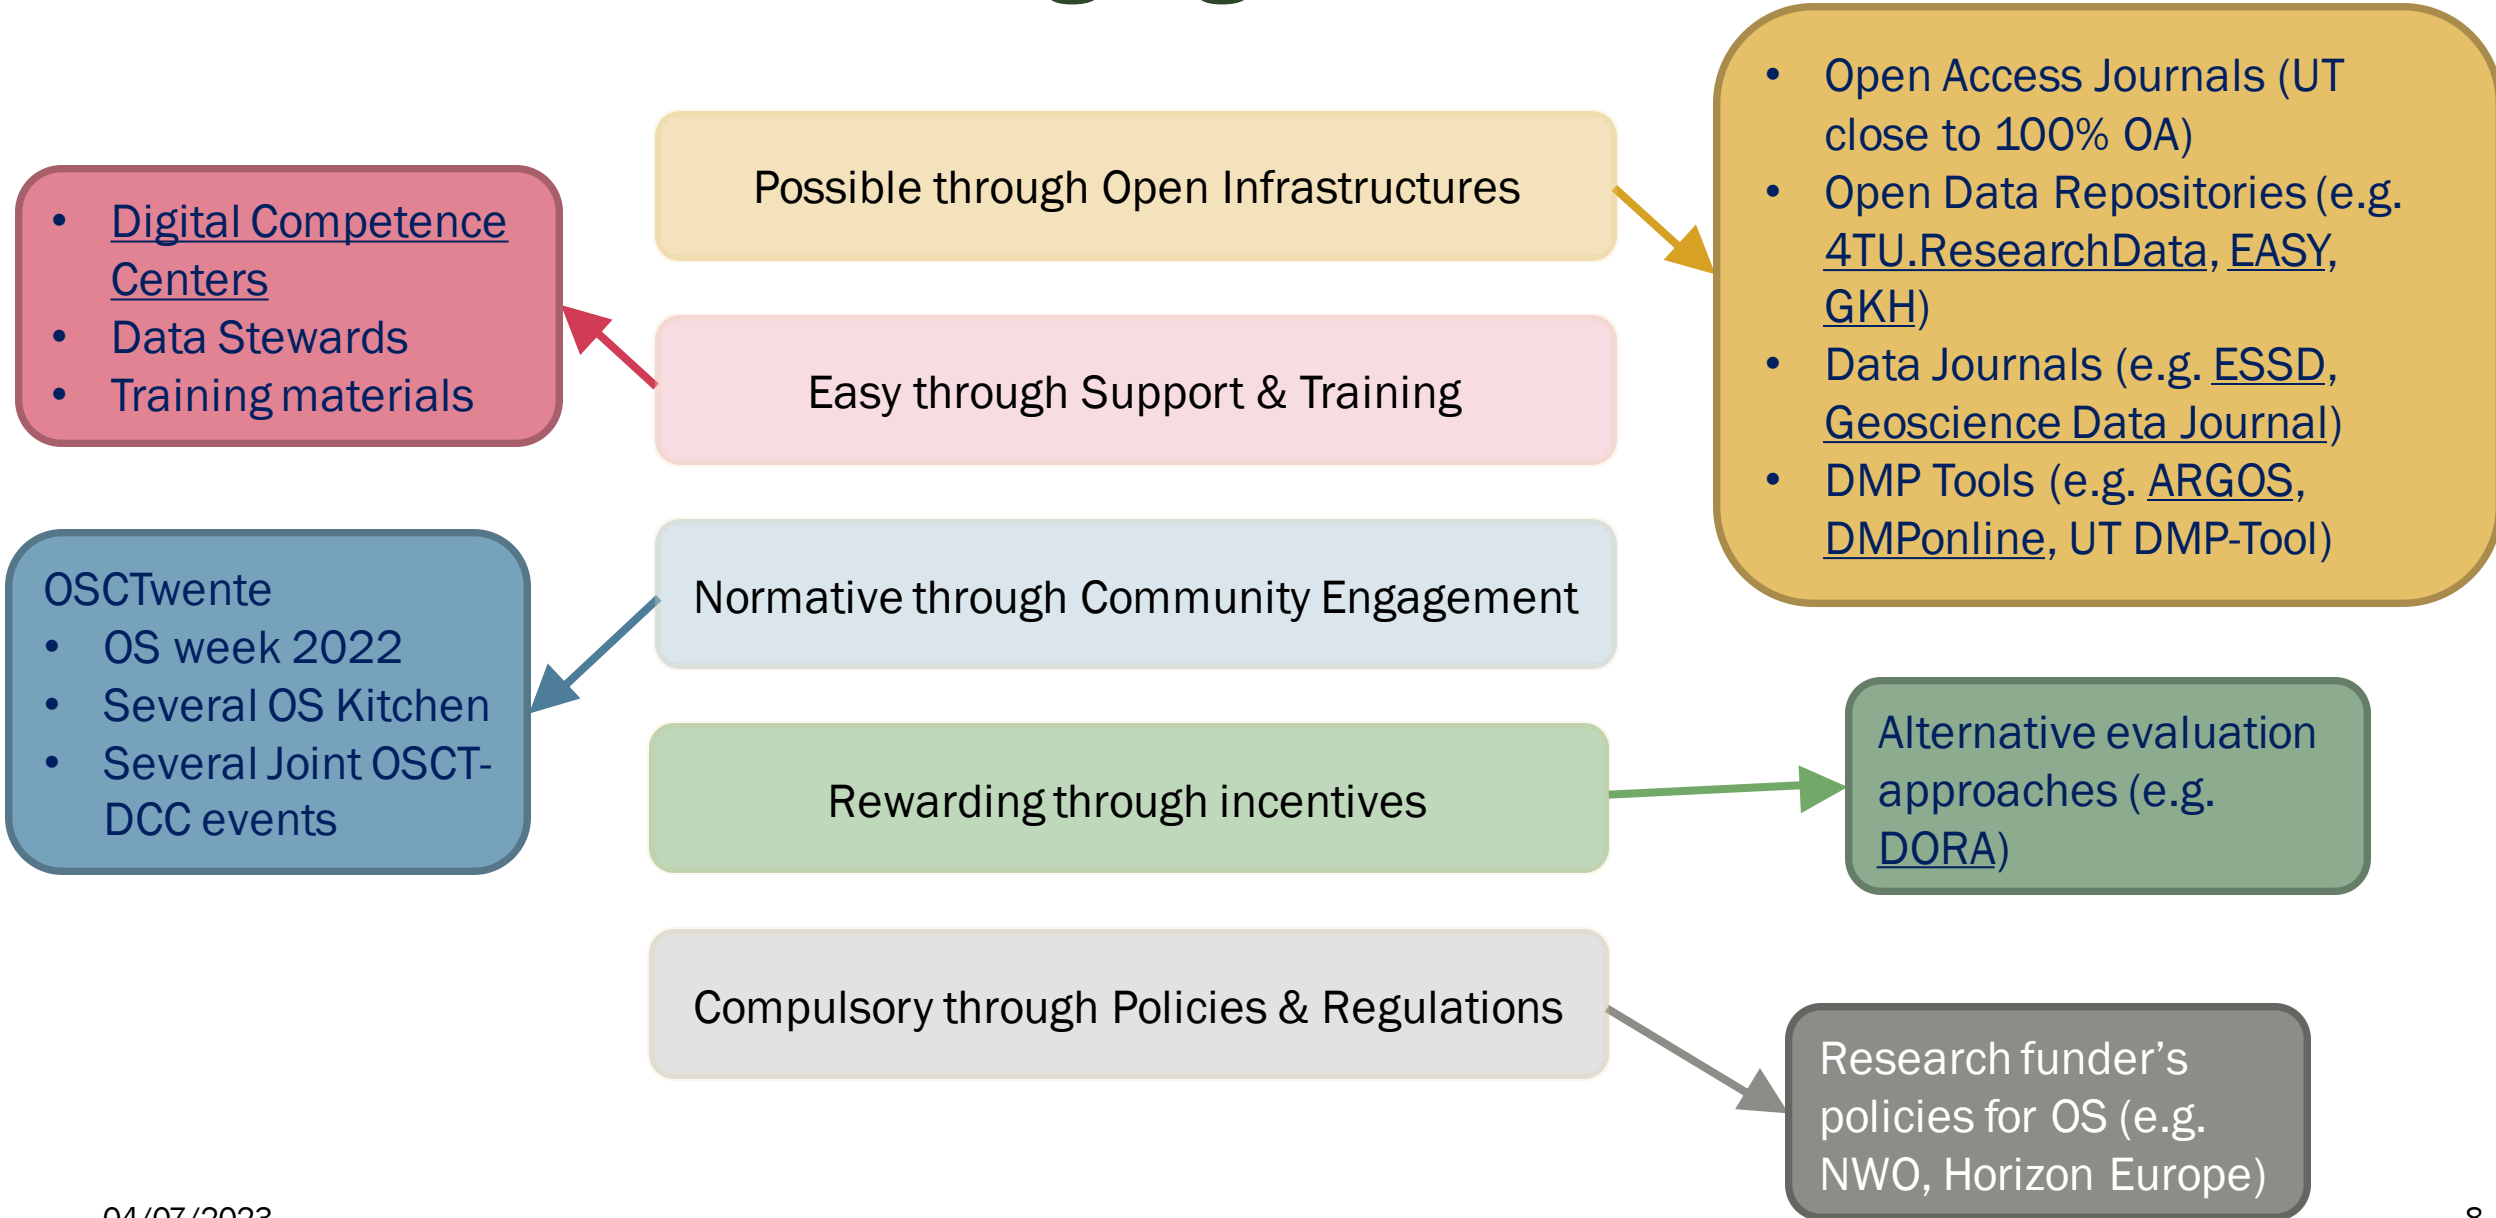 Possible through Open Infrastructures
• Open Access Journals (UT
close to 100% OA)
• Open Data Repositories (e.g.
4TU.ResearchData, EASY,
GKH)
• Data Journals (e.g. ESSD,
Geoscience Data Journal)
• DMP Tools (e.g. ARGOS,
DMPonline, UT DMP-Tool)
Easy through Support & Training
• Digital Competence
Centers
• Data Stewards
• Training materials
Normative through Community Engagement
OSCTwente
• OS week 2022
• Several OS Kitchen
• Several Joint OSCT-
DCC events
Rewarding through incentives
Alternative evaluation
approaches (e.g.
DORA)
Compulsory through Policies & Regulations
Research funder’s
policies for OS (e.g.
NWO, Horizon Europe)
04/07/2023